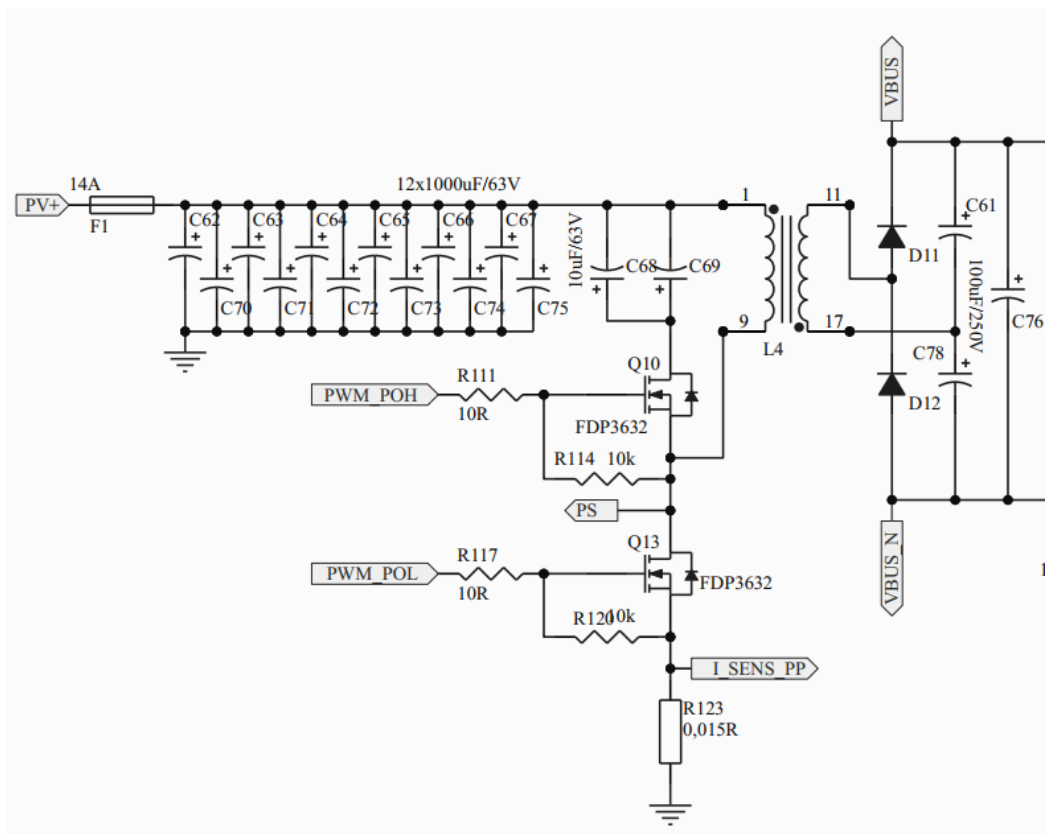 VBUS
14A
PV+
F1
12x1000uF/63V
C62
C63
C64
C65
C66
C67
C70
C71
C72
C73
C74
C75
10uF/63V
C68
C69
1
11
9
17
L4
D11
D12
C61
C78
100uF/250V
C76
PWM_POH
R111
10R
Q10
FDP3632
R114
10k
PS
PWM_POL
R117
10R
Q13
FDP3632
R120
10k
I_SENS_PP
R123
0,015R
VBUS_N
1